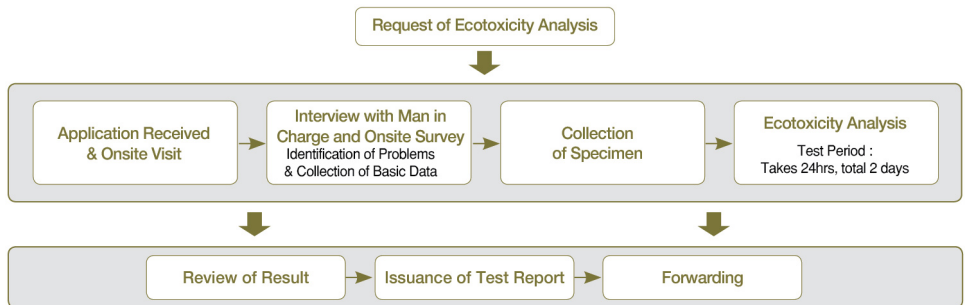 Request of Ecotoxicity Analysis
Application Received
& Onsite Visit
Interview with Man in
Charge and Onsite Survey
Identification of Problems
& Collection of Basic Data
Collection
of Specimen
Ecotoxicity Analysis
Test Period :
Takes 24hrs, total 2 days
Review of Result
Issuance of Test Report
Forwarding